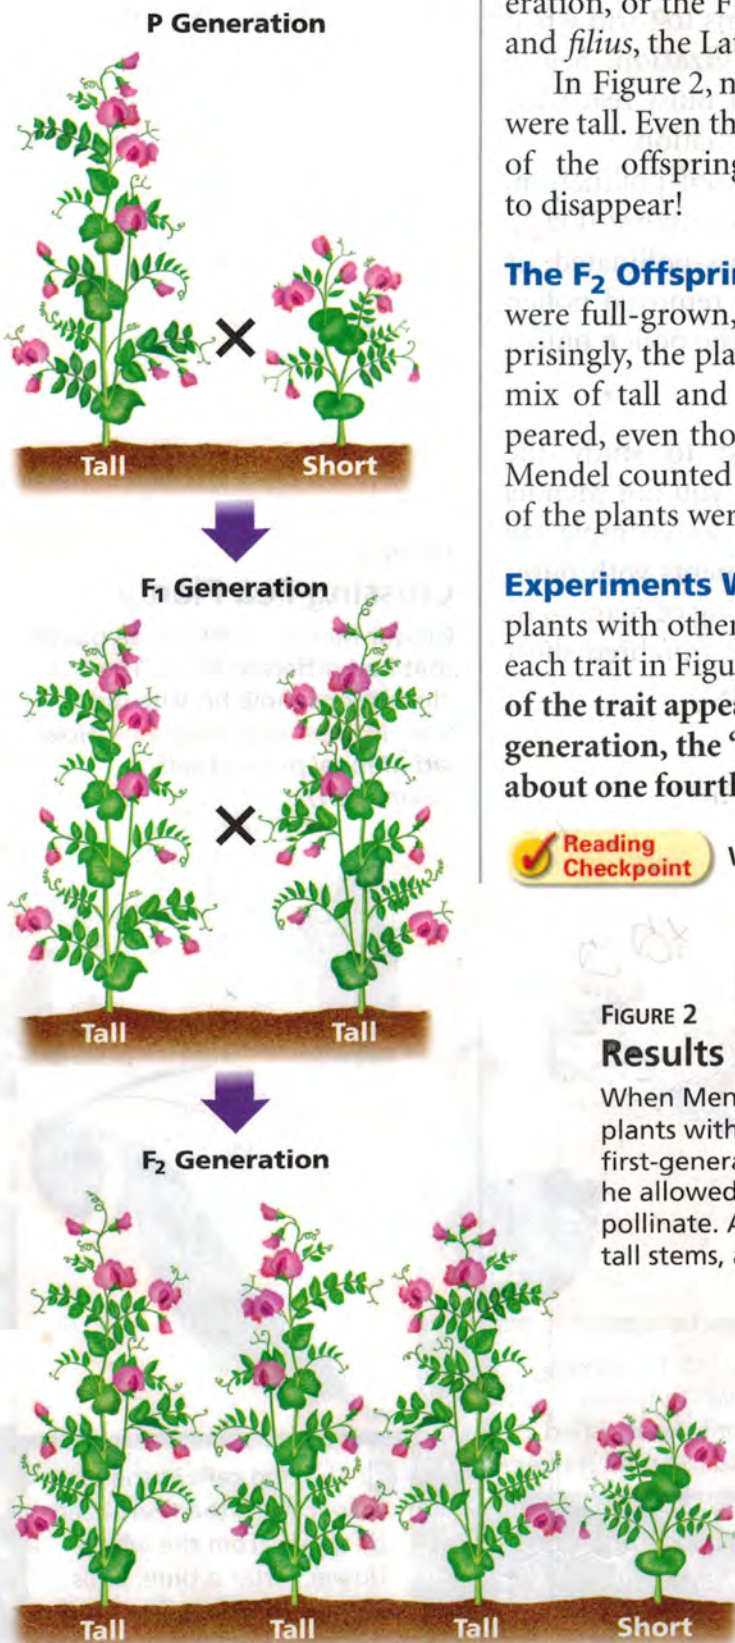 P Generation
Tall
Short
F₁ Generation
Tall
Tall
F₂ Generation
Tall
Tall
Tall
Short
eration, or the F
and filius, the La
In Figure 2, n
were tall. Even th
of the offspring
to disappear!
The F₂ Offsprin
were full-grown,
prisingly, the pla
mix of tall and
peared, even tho
Mendel counted
of the plants wer
Experiments W
plants with other
each trait in Figu
of the trait appea
generation, the "
about one fourth
Reading
Checkpoint
FIGURE 2
Results
When Men
plants with
first-genera
he allowed
pollinate. A
tall stems, a